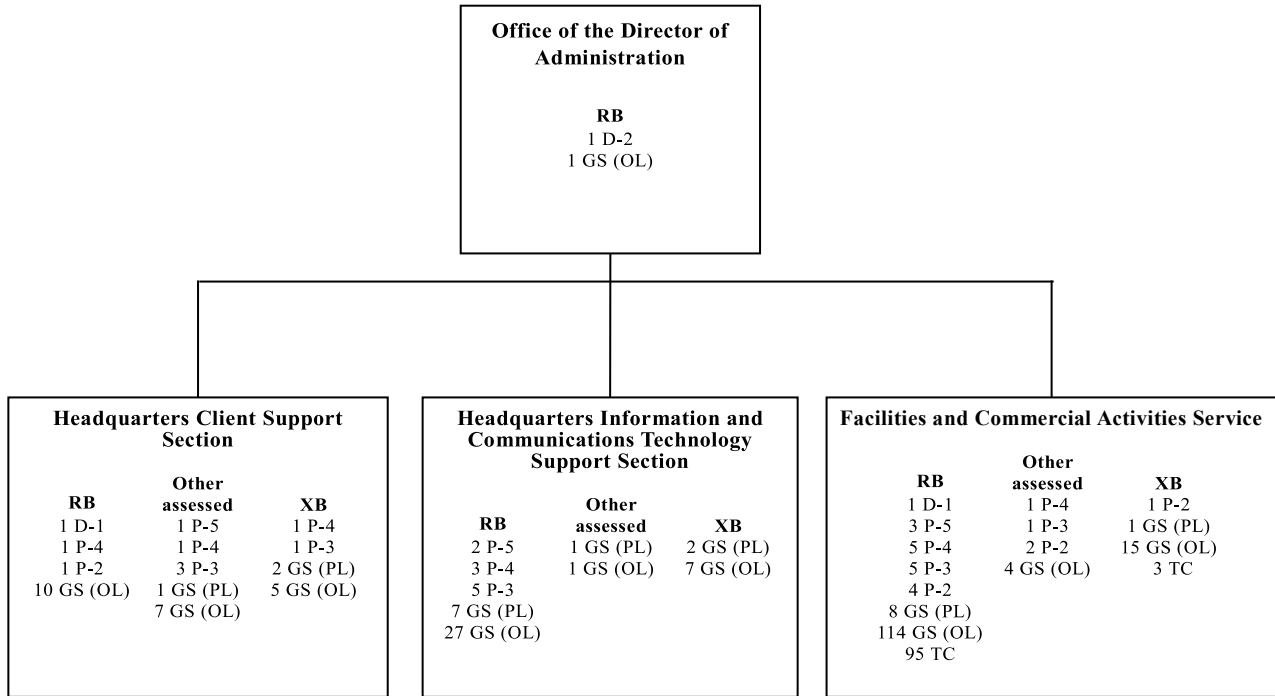 Office of the Director of
Administration
RB
1 D-2
1 GS (OL)
Headquarters Client Support
Section
RB
1 D-1
1 P-4
1 P-2
10 GS (OL)
Other
assessed
1 P-5
1 P-4
3 P-3
1 GS (PL)
7 GS (OL)
XB
1 P-4
1 P-3
2 GS (PL)
5 GS (OL)
Headquarters Information and
Communications Technology
Support Section
RB
2 P-5
3 P-4
5 P-3
7 GS (PL)
27 GS (OL)
Other
assessed
1 GS (PL)
1 GS (OL)
XB
2 GS (PL)
7 GS (OL)
Facilities and Commercial Activities Service
RB
1 D-1
3 P-5
5 P-4
5 P-3
4 P-2
8 GS (PL)
114 GS (OL)
95 TC
Other
assessed
1 P-4
1 P-3
2 P-2
4 GS (OL)
XB
1 P-2
1 GS (PL)
15 GS (OL)
3 TC